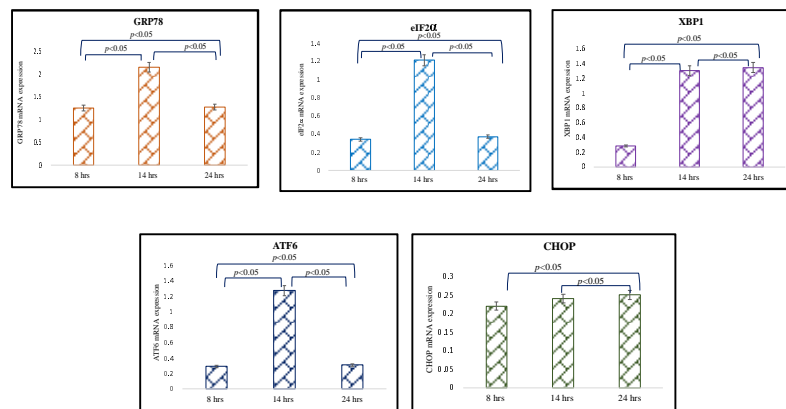 GRP78
p<0.05
p<0.05
p<0.05
GRP78 mRNA expression
2.5
2
1.5
1
0.5
0
8 hrs
14 hrs
24 hrs
eIF2α
p<0.05
p<0.05
p<0.05
eIF2α mRNA expression
1.4
1.2
1
0.8
0.6
0.4
0.2
0
8 hrs
14 hrs
24 hrs
XBP1
p<0.05
p<0.05
p<0.05
XBP1 mRNA expression
1.6
1.4
1.2
1
0.8
0.6
0.4
0.2
0
8 hrs
14 hrs
24 hrs
ATF6
p<0.05
p<0.05
p<0.05
ATF6 mRNA expression
1.6
1.4
1.2
1
0.8
0.6
0.4
0.2
0
8 hrs
14 hrs
24 hrs
CHOP
p<0.05
p<0.05
CHOP mRNA expression
0.3
0.25
0.2
0.15
0.1
0.05
0
8 hrs
14 hrs
24 hrs